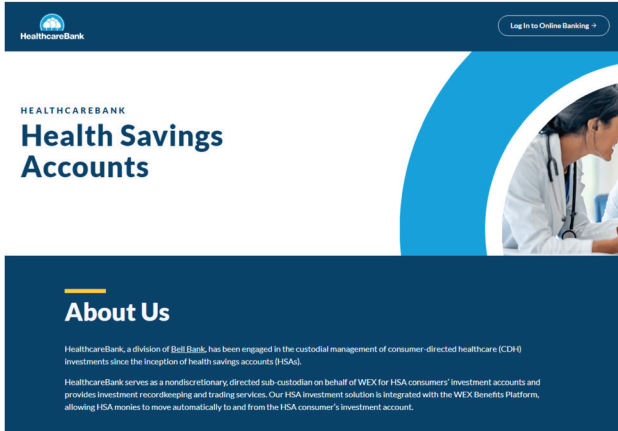 HealthcareBank
Log In to Online Banking →
HEALTHCAREBANK
Health Savings
Accounts
About Us
HealthcareBank, a division of Bell Bank, has been engaged in the custodial management of consumer-directed healthcare (CDH)
investments since the inception of health savings accounts (HSAs).
HealthcareBank serves as a nondiscretionary, directed sub-custodian on behalf of WEX for HSA consumers' investment accounts and
provides investment recordkeeping and trading services. Our HSA investment solution is integrated with the WEX Benefits Platform,
allowing HSA monies to move automatically to and from the HSA consumer's investment account.